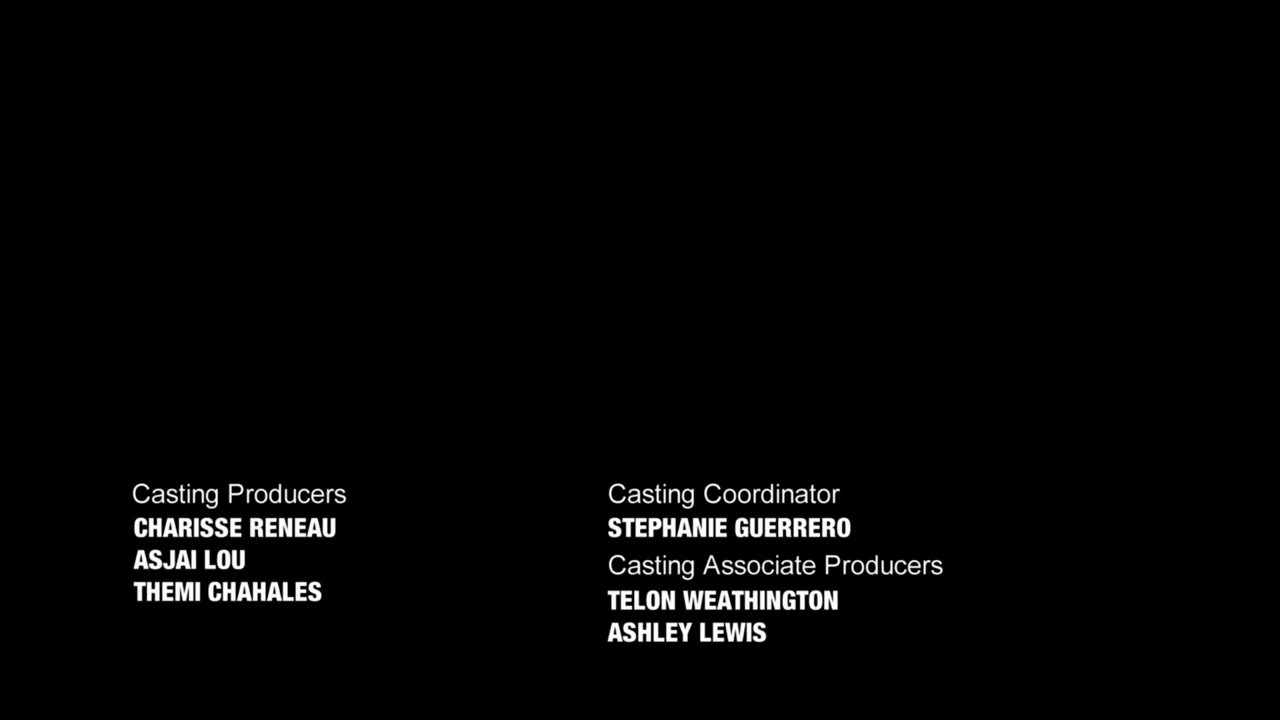 Casting Producers
CHARISSE RENEAU
ASJAI LOU
THEMI CHAHALES
Casting Coordinator
STEPHANIE GUERRERO
Casting Associate Producers
TELON WEATHINGTON
ASHLEY LEWIS